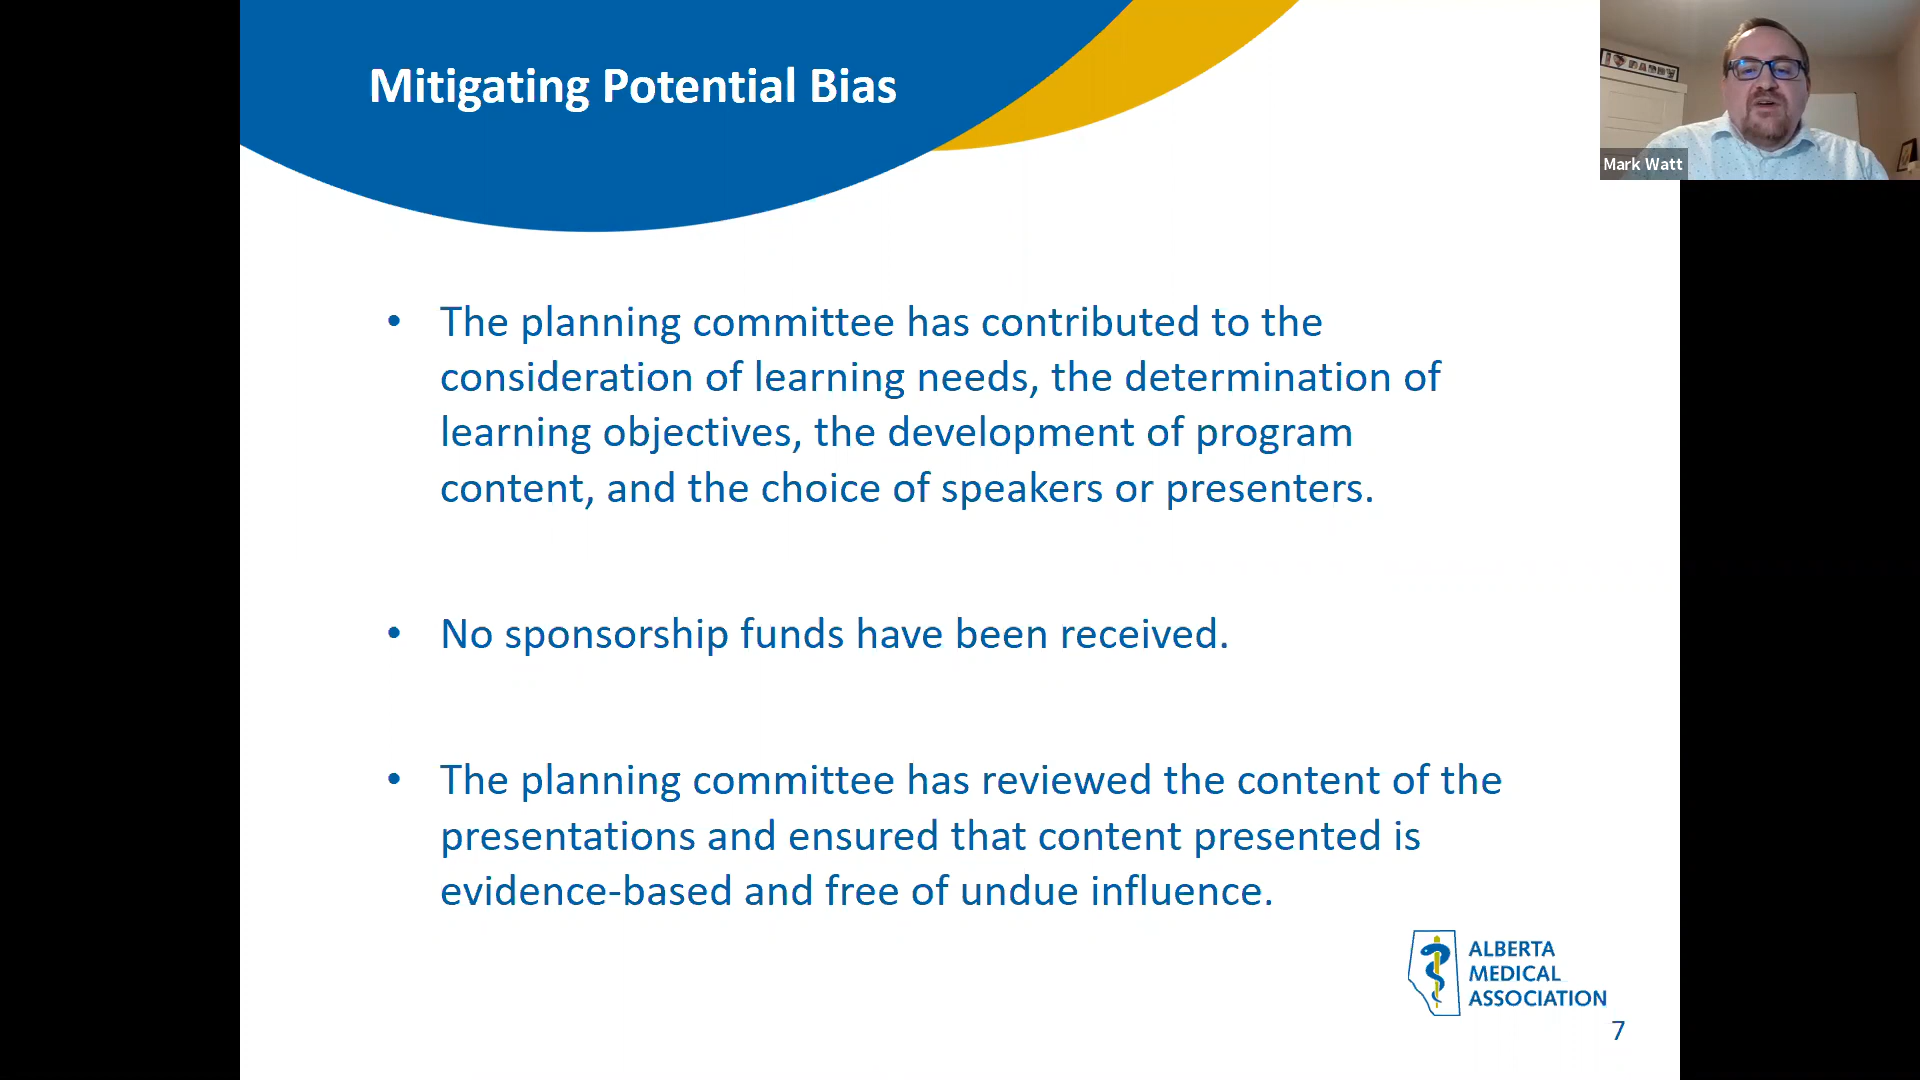 Mitigating Potential Bias
I DADDY
Mark Watt
• The planning committee has contributed to the
consideration of learning needs, the determination of
learning objectives, the development of program
content, and the choice of speakers or presenters.
• No sponsorship funds have been received.
• The planning committee has reviewed the content of the
presentations and ensured that content presented is
evidence-based and free of undue influence.
ALBERTA
MEDICAL
ASSOCIATION
7